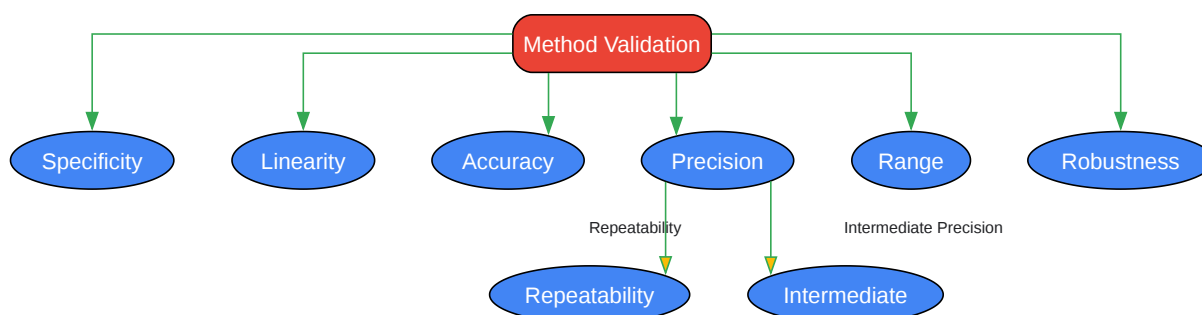 Method Validation
Specificity
Linearity
Accuracy
Precision
Range
Robustness
Repeatability
Intermediate Precision
Repeatability
Intermediate